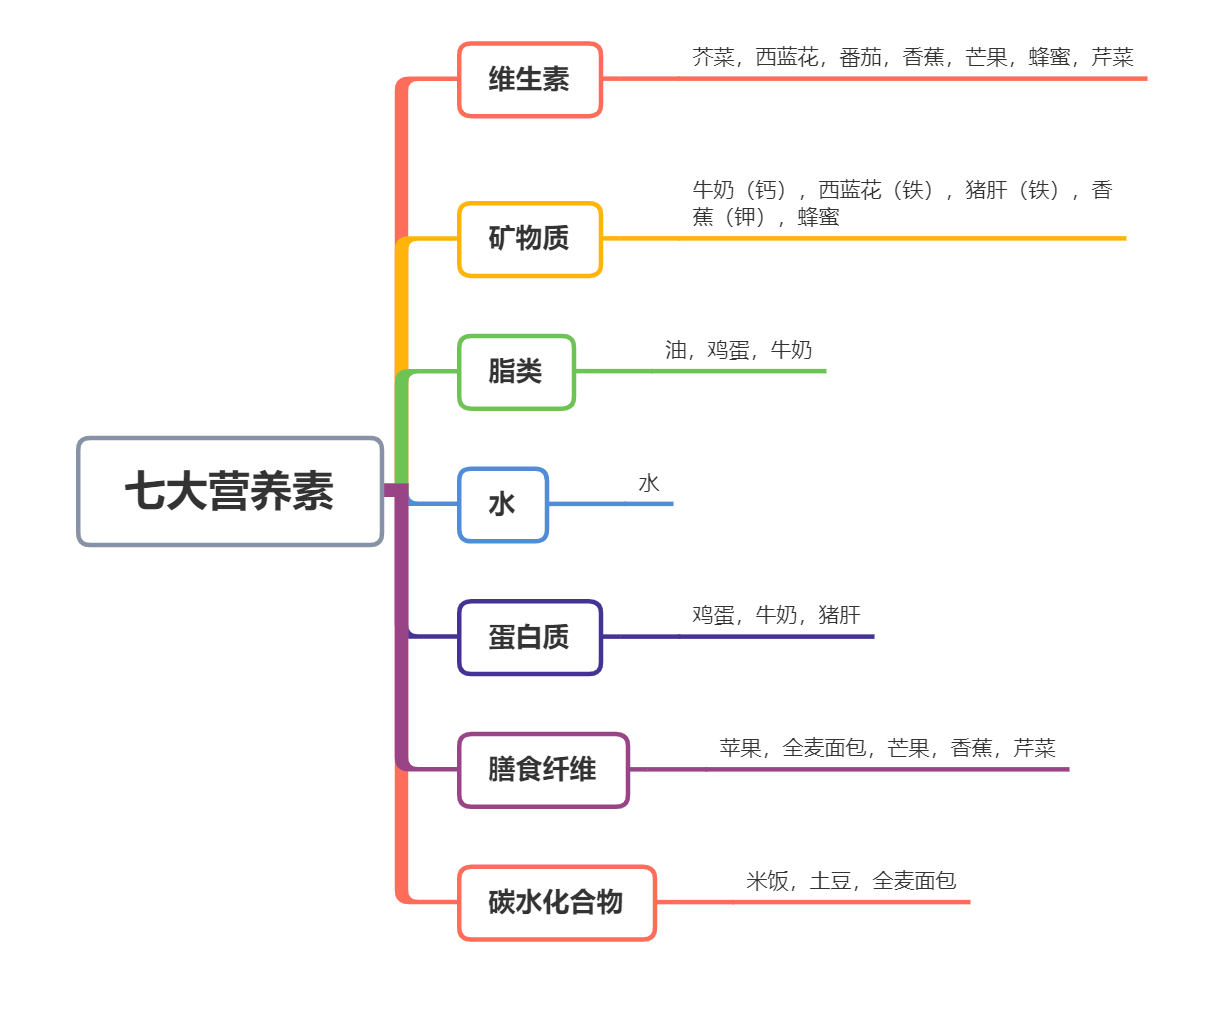 维生素
芥菜，西蓝花，番茄，香蕉，芒果，蜂蜜，芹菜
矿物质
牛奶（钙），西蓝花（铁），猪肝（铁），香
蕉（钾），蜂蜜
脂类
油，鸡蛋，牛奶
七大营养素
水
水
蛋白质
鸡蛋，牛奶，猪肝
膳食纤维
苹果，全麦面包，芒果，香蕉，芹菜
碳水化合物
米饭，土豆，全麦面包